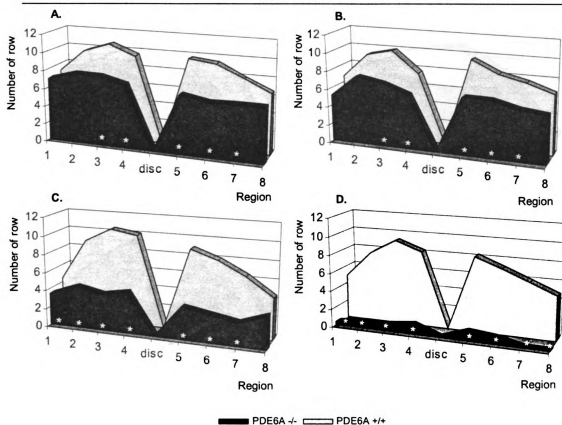 A.
B.
Number of row
12
10
8
6
4
2
0
* * * * *
1 2 3 4 disc 5 6 7 8
Region
Number of row
12
10
8
6
4
2
0
* * * * *
1 2 3 4 disc 5 6 7 8
Region
C.
D.
Number of row
12
10
8
6
4
2
0
* * * * * * *
1 2 3 4 disc 5 6 7 8
Region
Number of row
12
10
8
6
4
2
0
* * * * * * * *
1 2 3 4 disc 5 6 7 8
Region
PDE6A -/- PDE6A +/+